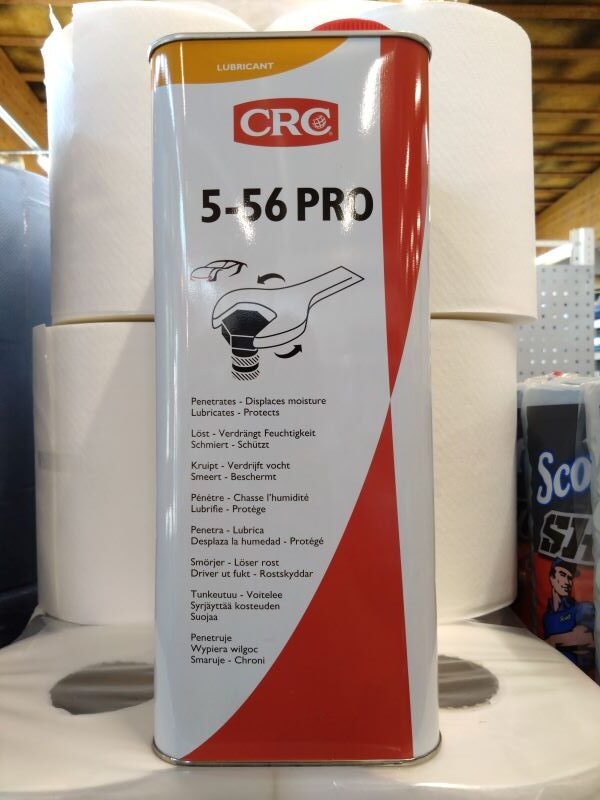 LUBRICANT
CRC
5-56 PRO
Penetrates - Displaces moisture
Lubricates - Protects
Löst - Verdrängt Feuchtigkeit
Schmiert - Schützt
Kruipt - Verdrijft vocht
Smeert - Beschermt
Pénètre - Chasse l'humidité
Lubrifie - Protège
Penetra - Lubrica
Desplaza la humedad - Protégé
Smörjer - Löser rost
Driver ut fukt - Rostskyddar
Tunkeutuu - Voitelee
Syrjäyttää kosteuden
Suojaa
Penetruje
Wypiera wilgoc
Smaruje - Chroni